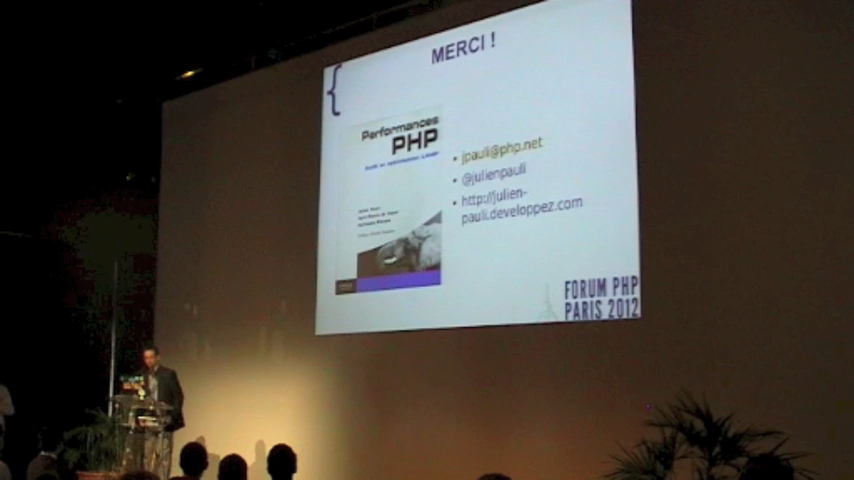 MERCI !
{
Performances
PHP
• jpauli@php.net
• @julienpauli
• http://julien-
pauli.developpez.com
FORUM PHP
PARIS 2012